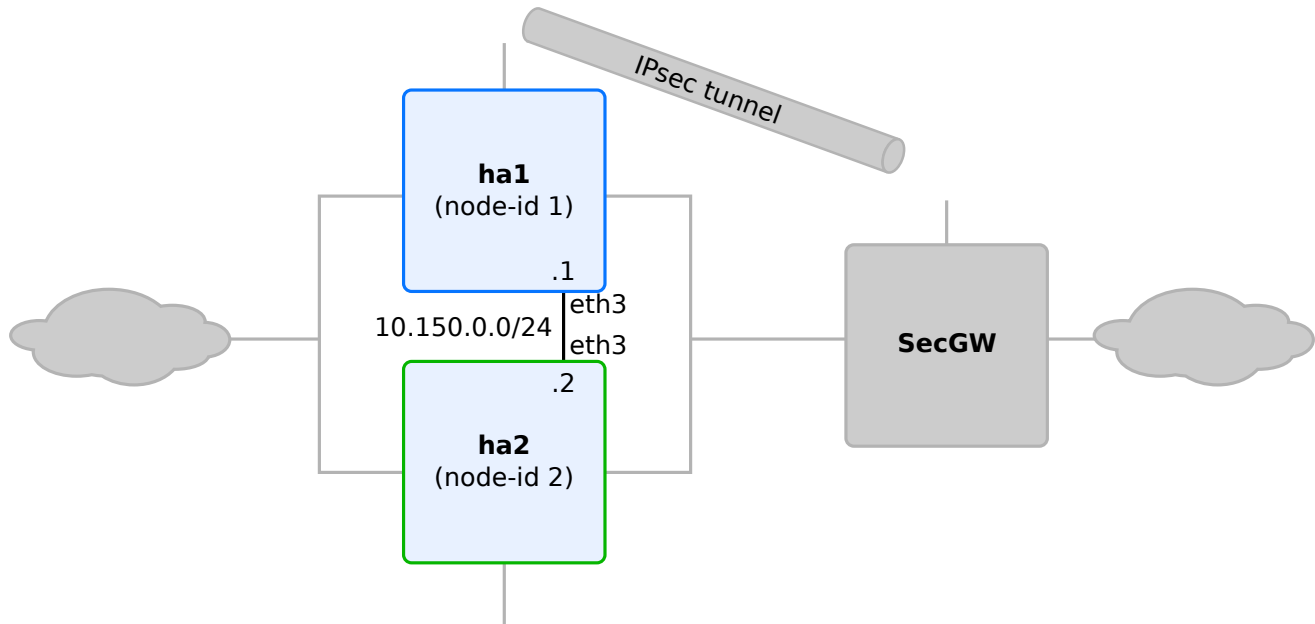 IPsec tunnel
ha1
(node-id 1)
.1
eth3
10.150.0.0/24
eth3
.2
ha2
(node-id 2)
SecGW